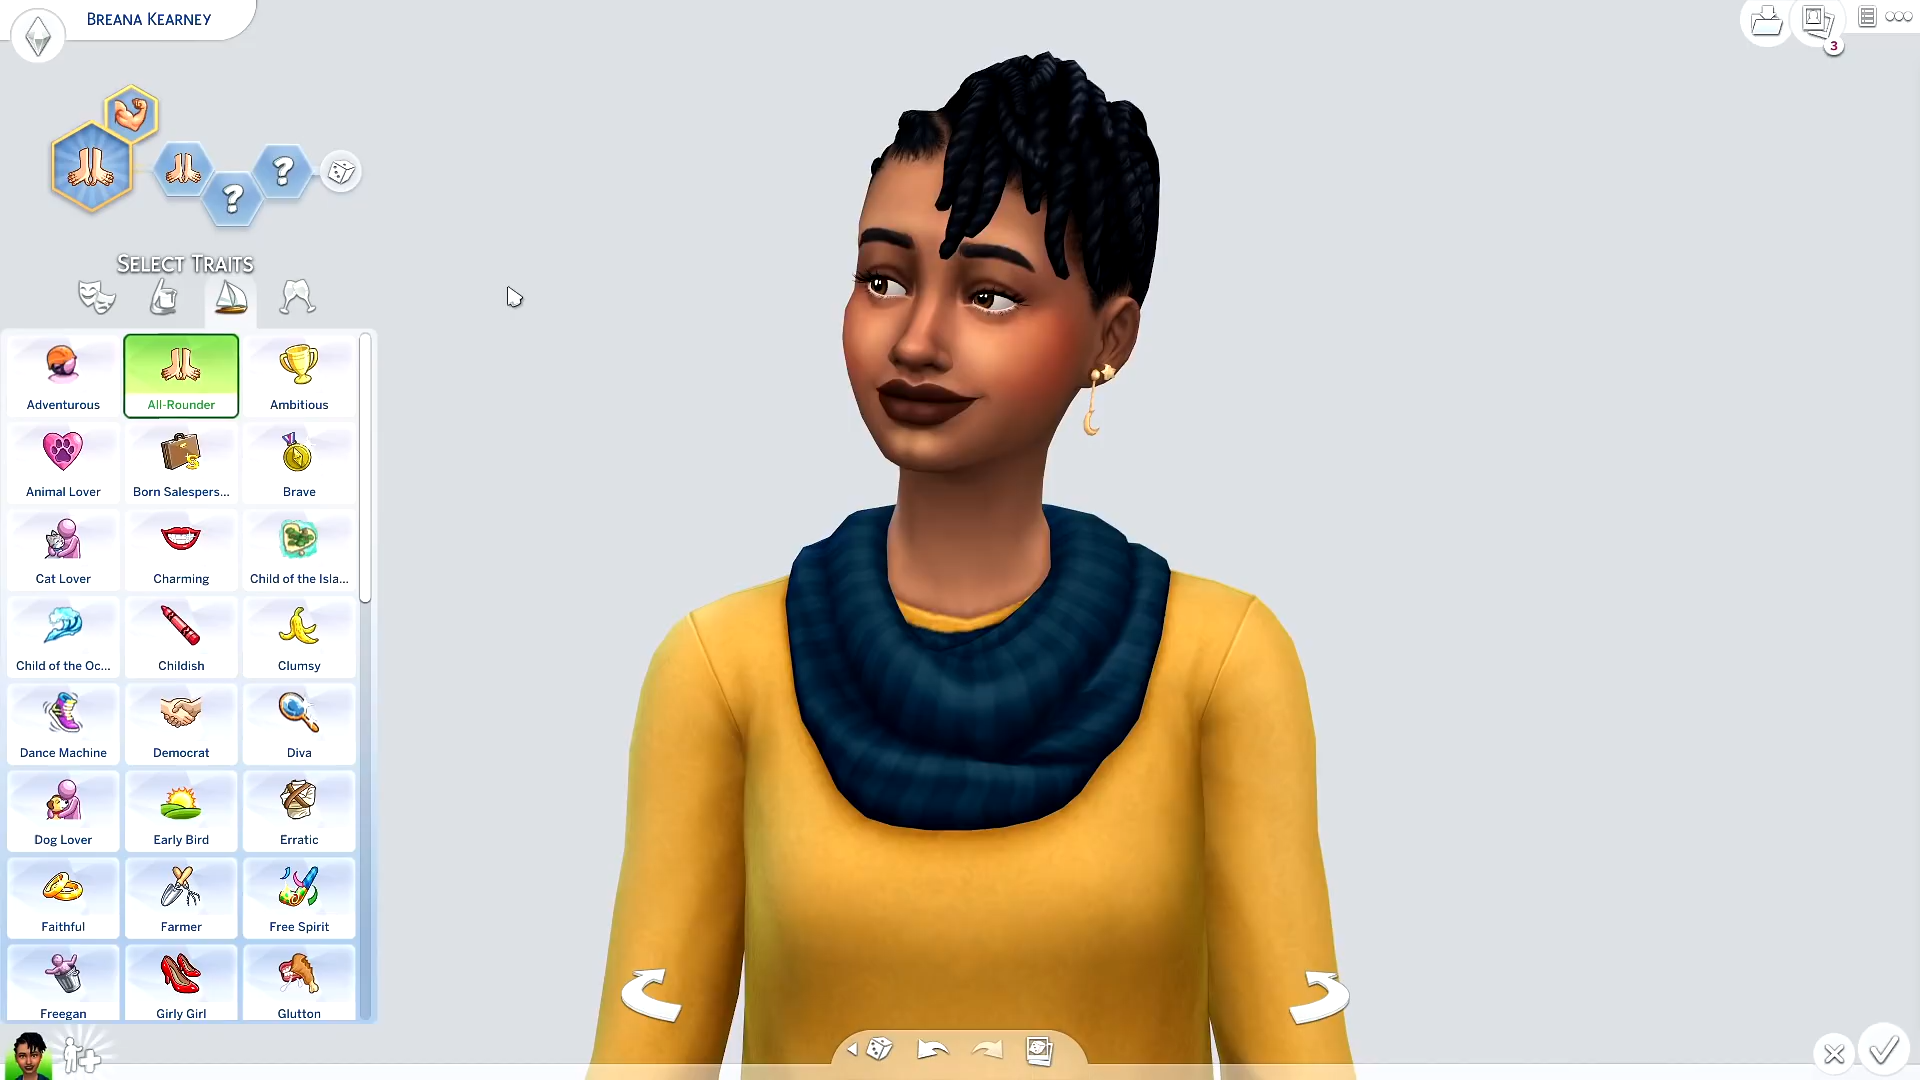 Breana Kearney
3
? ?
Select Traits
Adventurous All-Rounder Ambitious
Animal Lover Born Salespers... Brave
Cat Lover Charming Child of the Isla...
Child of the Oc... Childish Clumsy
Dance Machine Democrat Diva
Dog Lover Early Bird Erratic
Faithful Farmer Free Spirit
Freegan Girly Girl Glutton